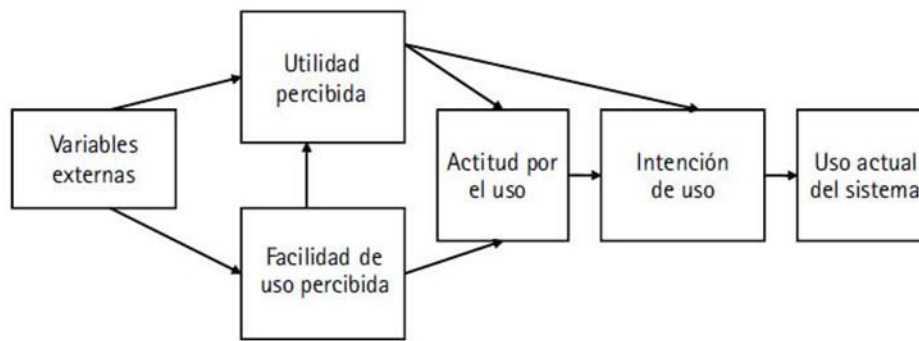 Utilidad
percibida
Variables
externas
Actitud por
el uso
Intención
de uso
Uso actual
del sistema
Facilidad de
uso percibida